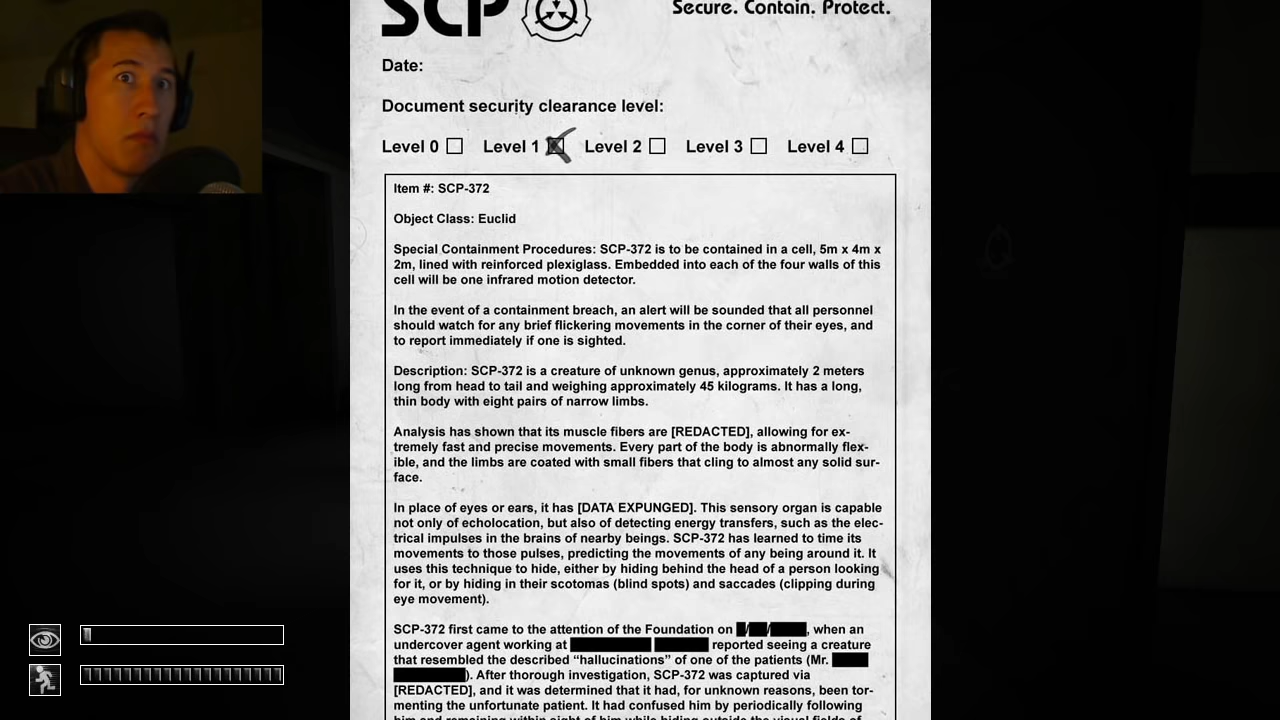 SCP Secure. Contain. Protect.
Date:
Document security clearance level:
Level 0 Level 1 Level 2 Level 3 Level 4
Item #: SCP-372
Object Class: Euclid
Special Containment Procedures: SCP-372 is to be contained in a cell, 5m x 4m x
2m, lined with reinforced plexiglass. Embedded into each of the four walls of this
cell will be one infrared motion detector.
In the event of a containment breach, an alert will be sounded that all personnel
should watch for any brief flickering movements in the corner of their eyes, and
to report immediately if one is sighted.
Description: SCP-372 is a creature of unknown genus, approximately 2 meters
long from head to tail and weighing approximately 45 kilograms. It has a long,
thin body with eight pairs of narrow limbs.
Analysis has shown that its muscle fibers are [REDACTED], allowing for ex-
tremely fast and precise movements. Every part of the body is abnormally flex-
ible, and the limbs are coated with small fibers that cling to almost any solid sur-
face.
In place of eyes or ears, it has [DATA EXPUNGED]. This sensory organ is capable
not only of echolocation, but also of detecting energy transfers, such as the elec-
trical impulses in the brains of nearby beings. SCP-372 has learned to time its
movements to those pulses, predicting the movements of any being around it. It
uses this technique to hide, either by hiding behind the head of a person looking
for it, or by hiding in their scotomas (blind spots) and saccades (clipping during
eye movement).
SCP-372 first came to the attention of the Foundation on █/██/████, when an
undercover agent working at █████████ ██████ reported seeing a creature
that resembled the described “hallucinations” of one of the patients (Mr. ████
████████). After thorough investigation, SCP-372 was captured via
[REDACTED], and it was determined that it had, for unknown reasons, been tor-
menting the unfortunate patient. It had confused him by periodically following
him and remaining within sight of him while hiding outside the visual fields of